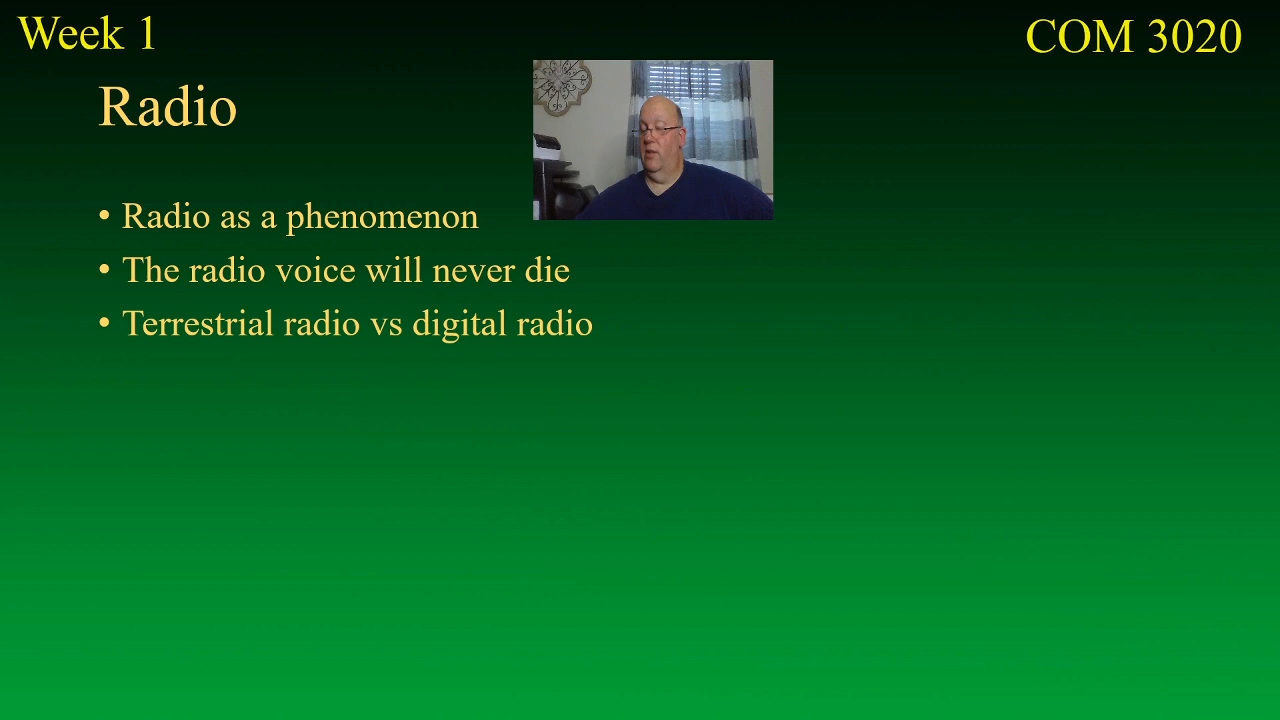 Week 1
COM 3020
Radio
• Radio as a phenomenon
• The radio voice will never die
• Terrestrial radio vs digital radio